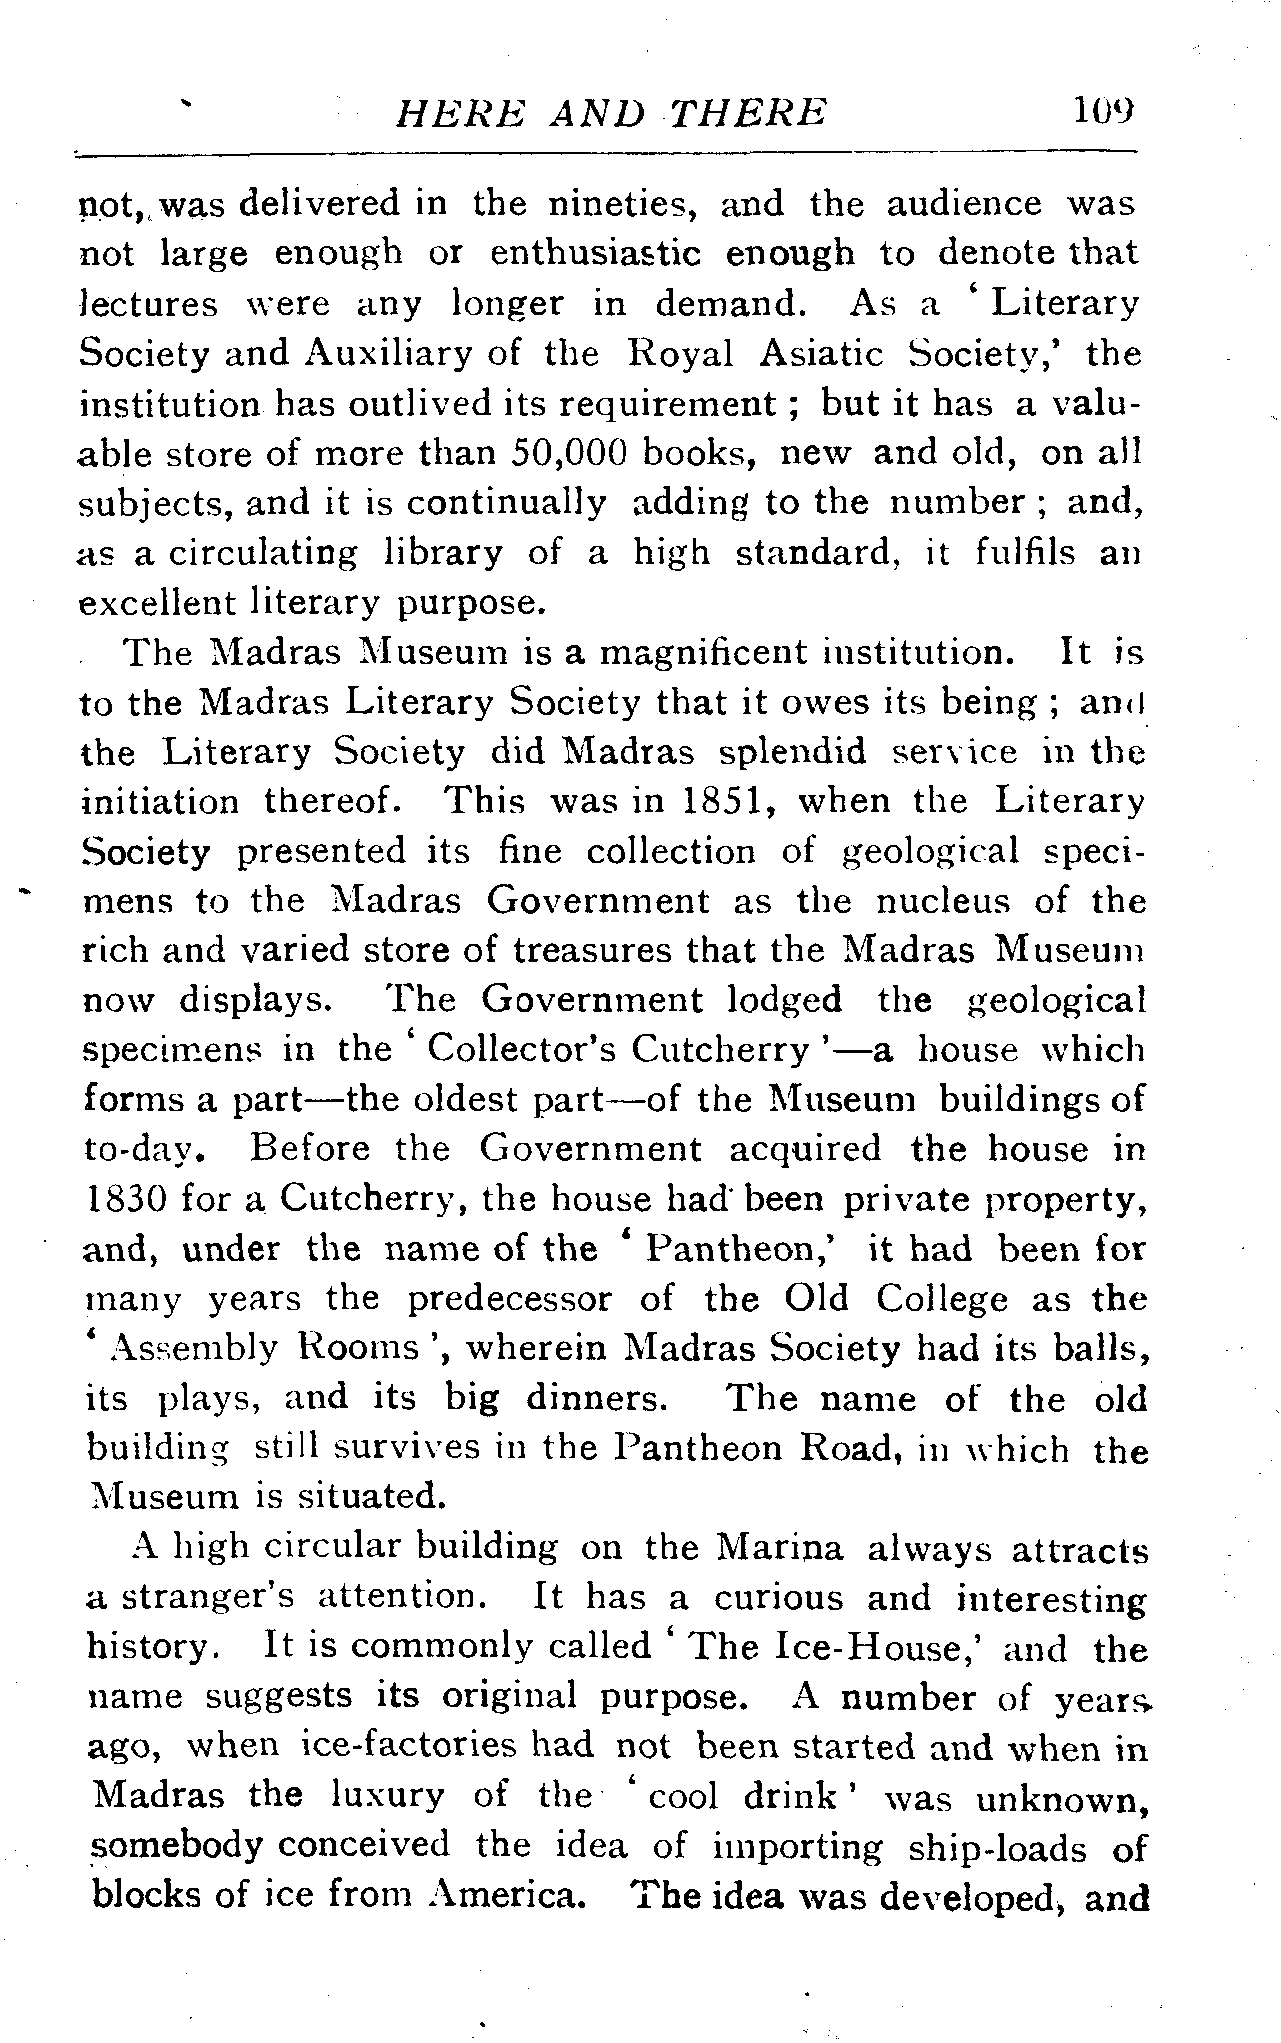 HERE AND THERE 109
not, was delivered in the nineties, and the audience was
not large enough or enthusiastic enough to denote that
lectures were any longer in demand. As a ‘ Literary
Society and Auxiliary of the Royal Asiatic Society,’ the
institution has outlived its requirement ; but it has a valu-
able store of more than 50,000 books, new and old, on all
subjects, and it is continually adding to the number ; and,
as a circulating library of a high standard, it fulfils an
excellent literary purpose.
The Madras Museum is a magnificent institution. It is
to the Madras Literary Society that it owes its being ; and
the Literary Society did Madras splendid service in the
initiation thereof. This was in 1851, when the Literary
Society presented its fine collection of geological speci-
mens to the Madras Government as the nucleus of the
rich and varied store of treasures that the Madras Museum
now displays. The Government lodged the geological
specimens in the ‘ Collector’s Cutcherry ’—a house which
forms a part—the oldest part—of the Museum buildings of
to-day. Before the Government acquired the house in
1830 for a Cutcherry, the house had been private property,
and, under the name of the ‘ Pantheon,’ it had been for
many years the predecessor of the Old College as the
‘ Assembly Rooms ’, wherein Madras Society had its balls,
its plays, and its big dinners. The name of the old
building still survives in the Pantheon Road, in which the
Museum is situated.
A high circular building on the Marina always attracts
a stranger’s attention. It has a curious and interesting
history. It is commonly called ‘ The Ice-House,’ and the
name suggests its original purpose. A number of years
ago, when ice-factories had not been started and when in
Madras the luxury of the ‘ cool drink ’ was unknown,
somebody conceived the idea of importing ship-loads of
blocks of ice from America. The idea was developed, and